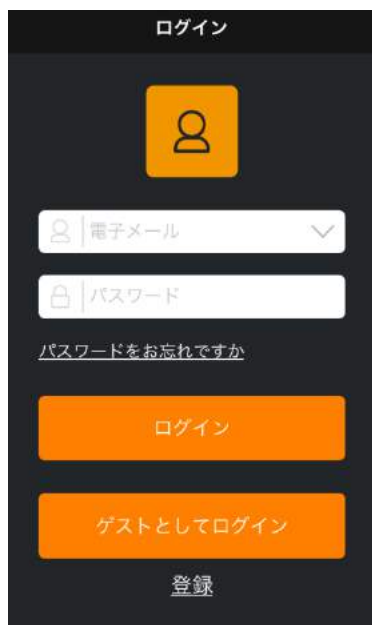 ログイン
電子メール
パスワード
パスワードをお忘れですか
ログイン
ゲストとしてログイン
登録